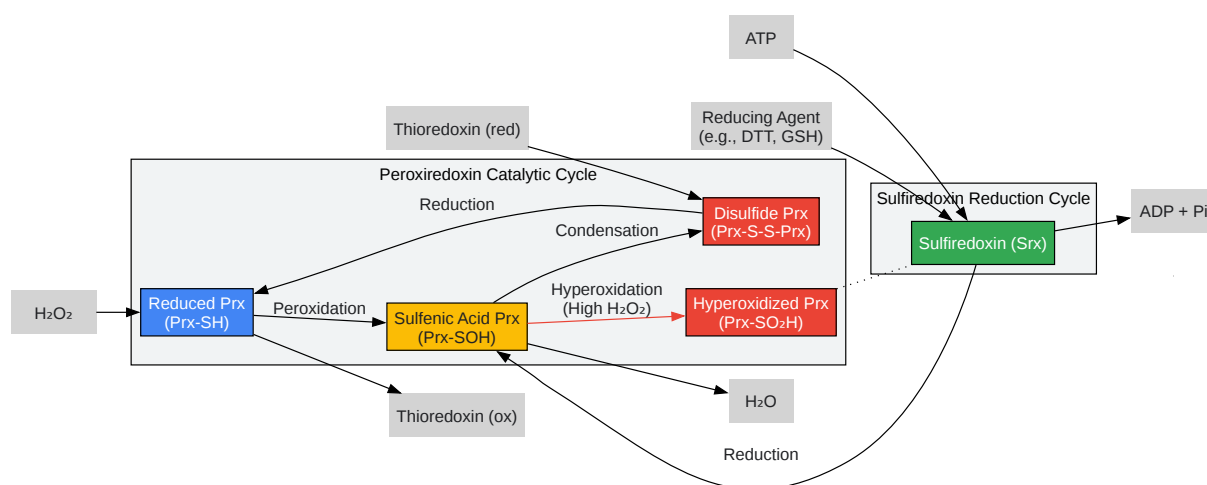 ATP
Thioredoxin (red)
Reducing Agent
(e.g., DTT, GSH)
Peroxiredoxin Catalytic Cycle
Sulfiredoxin Reduction Cycle
Reduction
Disulfide Prx
(Prx-S-S-Prx)
ADP + Pi
Condensation
Sulfiredoxin (Srx)
H₂O₂
Reduced Prx
(Prx-SH)
Peroxidation
Sulfenic Acid Prx
(Prx-SOH)
Hyperoxidation
(High H₂O₂)
Hyperoxidized Prx
(Prx-SO₂H)
Thioredoxin (ox)
H₂O
Reduction